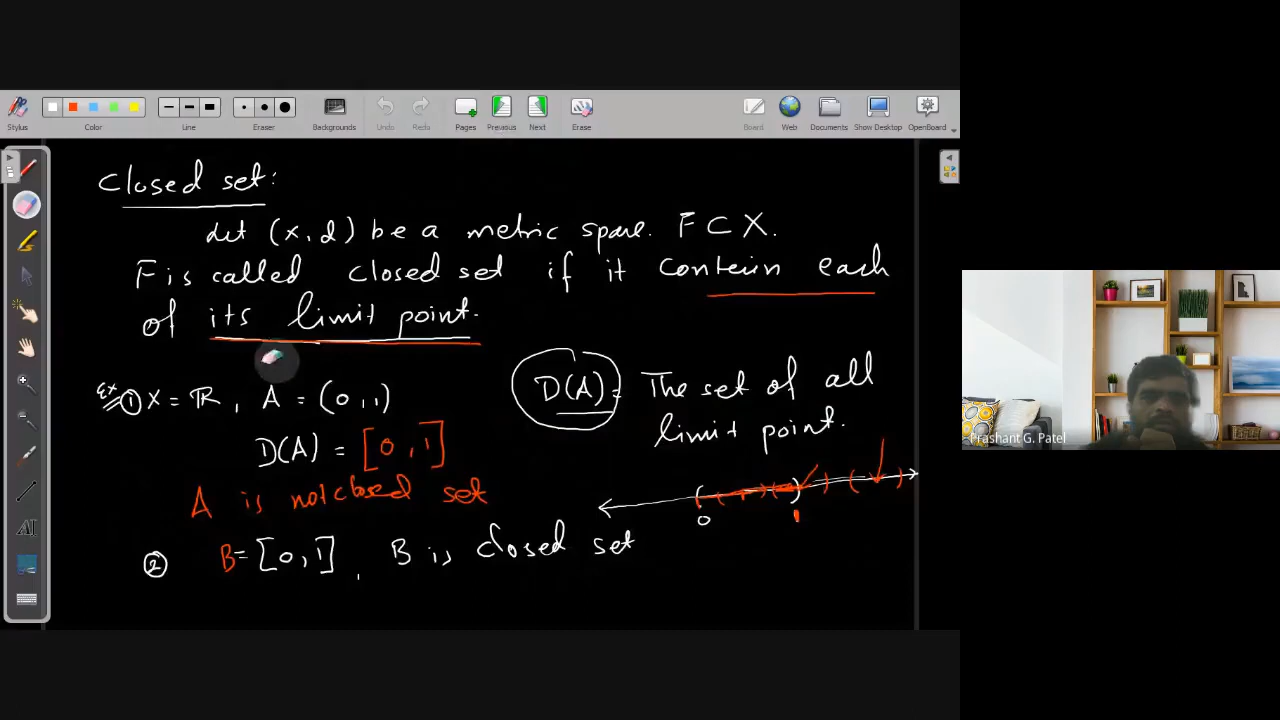 Stylus Color Line Eraser Backgrounds Undo Redo Pages Previous Next Erase Board Web Documents Show Desktop OpenBoard
Closed set:
Let (X, d) be a metric space. F ⊂ X.
F is called closed set if it contain each
of its limit point.
Ex ① X = ℝ, A = (0, 1)
D(A) = The set of all
limit point.
D(A) = [0, 1]
A is not closed set
0 1
② B = [0, 1], B is closed set
Prashant G. Patel